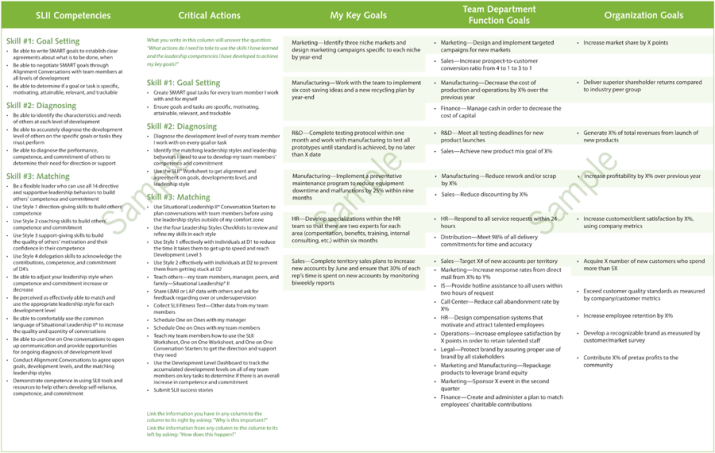 SLII Competencies
Skill #1: Goal Setting
• Be able to write SMART goals to establish clear
agreements about what is to be done, when
• Be able to negotiate SMART goals through
Alignment Conversations with team members at
all levels of development
• Be able to determine if a goal or task is specific,
motivating, attainable, relevant, and trackable
Skill #2: Diagnosing
• Be able to identify the characteristics and needs
of others at each level of development
• Be able to accurately diagnose the development
level of others on the specific goals or tasks they
must perform
• Be able to diagnose the performance,
competence, and commitment of others to
determine their need for direction or support
Skill #3: Matching
• Be a flexible leader who can use all 14 directive
and supportive leadership behaviors to build
others' competence and commitment
• Use Style 1 direction-giving skills to build others'
competence
• Use Style 2 coaching skills to build others'
competence and commitment
• Use Style 3 support-giving skills to build
the quality of others' motivation and their
confidence in their competence
• Use Style 4 delegation skills to acknowledge the
contributions, competence, and commitment
of D4's
• Be able to adjust your leadership style when
competence and commitment increase or
decrease
• Be perceived as effectively able to match and
use the appropriate leadership style for each
development level
• Be able to comfortably use the common
language of Situational Leadership II® to increase
the quality and quantity of conversations
• Be able to use One on One conversations to open
up communication and provide opportunities
for ongoing diagnosis of development level
• Conduct Alignment Conversations to agree upon
goals, development levels, and the matching
leadership styles
• Demonstrate competence in using SLII tools and
resources to help others develop self-reliance,
competence, and commitment
Critical Actions
What you write in this column will answer the question:
"What actions do I need to take to use the skills I have learned
and the leadership competencies I have developed to achieve
my key goals?"
Skill #1: Goal Setting
• Create SMART goal tasks for every team member I work
with and for myself
• Ensure goals and tasks are specific, motivating,
attainable, relevant, and trackable
Skill #2: Diagnosing
• Diagnose the development level of every team member
I work with on every goal or task
• Identify the matching leadership styles and leadership
behaviors I need to use to develop my team members'
competence and commitment
• Use the SLII® Worksheet to get alignment and
agreement on goals, developments level, and
leadership style
Skill #3: Matching
• Use Situational Leadership II® Conversation Starters to
plan conversations with team members before using
the leadership styles outside of my comfort zone
• Use the four Leadership Styles Checklists to review and
refine my skills in each style
• Use Style 1 effectively with individuals at D1 to reduce
the time it takes them to get up to speed and reach
Development Level 3
• Use Style 2 effectively with individuals at D2 to prevent
them from getting stuck at D2
• Teach others—my team members, manager, peers, and
family—Situational Leadership® II
• Share LBAII or LAP data with others and ask for
feedback regarding over or undersupervision
• Collect SLII Fitness Test—Other data from my team
members
• Schedule One on Ones with my manager
• Schedule One on Ones with my team members
• Teach my team members how to use the SLII
Worksheet, One on One Worksheet, and One on One
Conversation Starters to get the direction and support
they need
• Use the Development Level Dashboard to track the
accumulated development levels on all of my team
members on key tasks to determine if there is an overall
increase in competence and commitment
• Submit SLII success stories
Link the information you have in any column to the
column to its right by asking: "Why is this important?"
Link the information from any column to the column to its
left by asking: "How does this happen?"
My Key Goals
Marketing—Identify three niche markets and
design marketing campaigns specific to each niche
by year-end
Manufacturing—Work with the team to implement
six cost-saving ideas and a new recycling plan by
year-end
R&D—Complete testing protocol within one
month and work with manufacturing to test all
prototypes until standard is achieved, by no later
than X date
Manufacturing—Implement a preventative
maintenance program to reduce equipment
downtime and malfunctions by 25% within nine
months
HR—Develop specializations within the HR
team so that there are two experts for each
area (compensation, benefits, training, internal
consulting, etc.) within six months
Sales—Complete territory sales plans to increase
new accounts by June and ensure that 30% of each
rep's time is spent on new accounts by monitoring
biweekly reports
Team Department
Function Goals
• Marketing—Design and implement targeted
campaigns for new markets
• Sales—Increase prospect-to-customer
conversion ratio from 4 to 1 to 3 to 1
• Manufacturing—Decrease the cost of
production and operations by X% over the
previous year
• Finance—Manage cash in order to decrease the
cost of capital
• R&D—Meet all testing deadlines for new
product launches
• Sales—Achieve new product mix goal of X%
• Manufacturing—Reduce rework and/or scrap
by X%
• Sales—Reduce discounting by X%
• HR—Respond to all service requests within 24
hours
• Distribution—Meet 98% of all delivery
commitments for time and accuracy
• Sales—Target X# of new accounts per territory
• Marketing—Increase response rates from direct
mail from X% to Y%
• IS—Provide hotline assistance to all users within
two hours of request
• Call Center—Reduce call abandonment rate by
X%
• HR—Design compensation systems that
motivate and attract talented employees
• Operations—Increase employee satisfaction by
X points in order to retain talented staff
• Legal—Protect brand by assuring proper use of
brand by all stakeholders
• Marketing and Manufacturing—Repackage
products to leverage brand equity
• Marketing—Sponsor X event in the second
quarter
• Finance—Create and administer a plan to match
employees' charitable contributions
Organization Goals
• Increase market share by X points
• Deliver superior shareholder returns compared to
industry peer group
• Generate X% of total revenues from launch of
new products
• Increase profitability by X% over previous year
• Increase customer/client satisfaction by X%,
using company metrics
• Acquire X number of new customers who spend
more than $X
• Exceed customer quality standards as measured
by company/customer metrics
• Increase employee retention by X%
• Develop a recognizable brand as measured by
customer/market survey
• Contribute X% of pretax profits to the
community
Sample
Sample
Sample